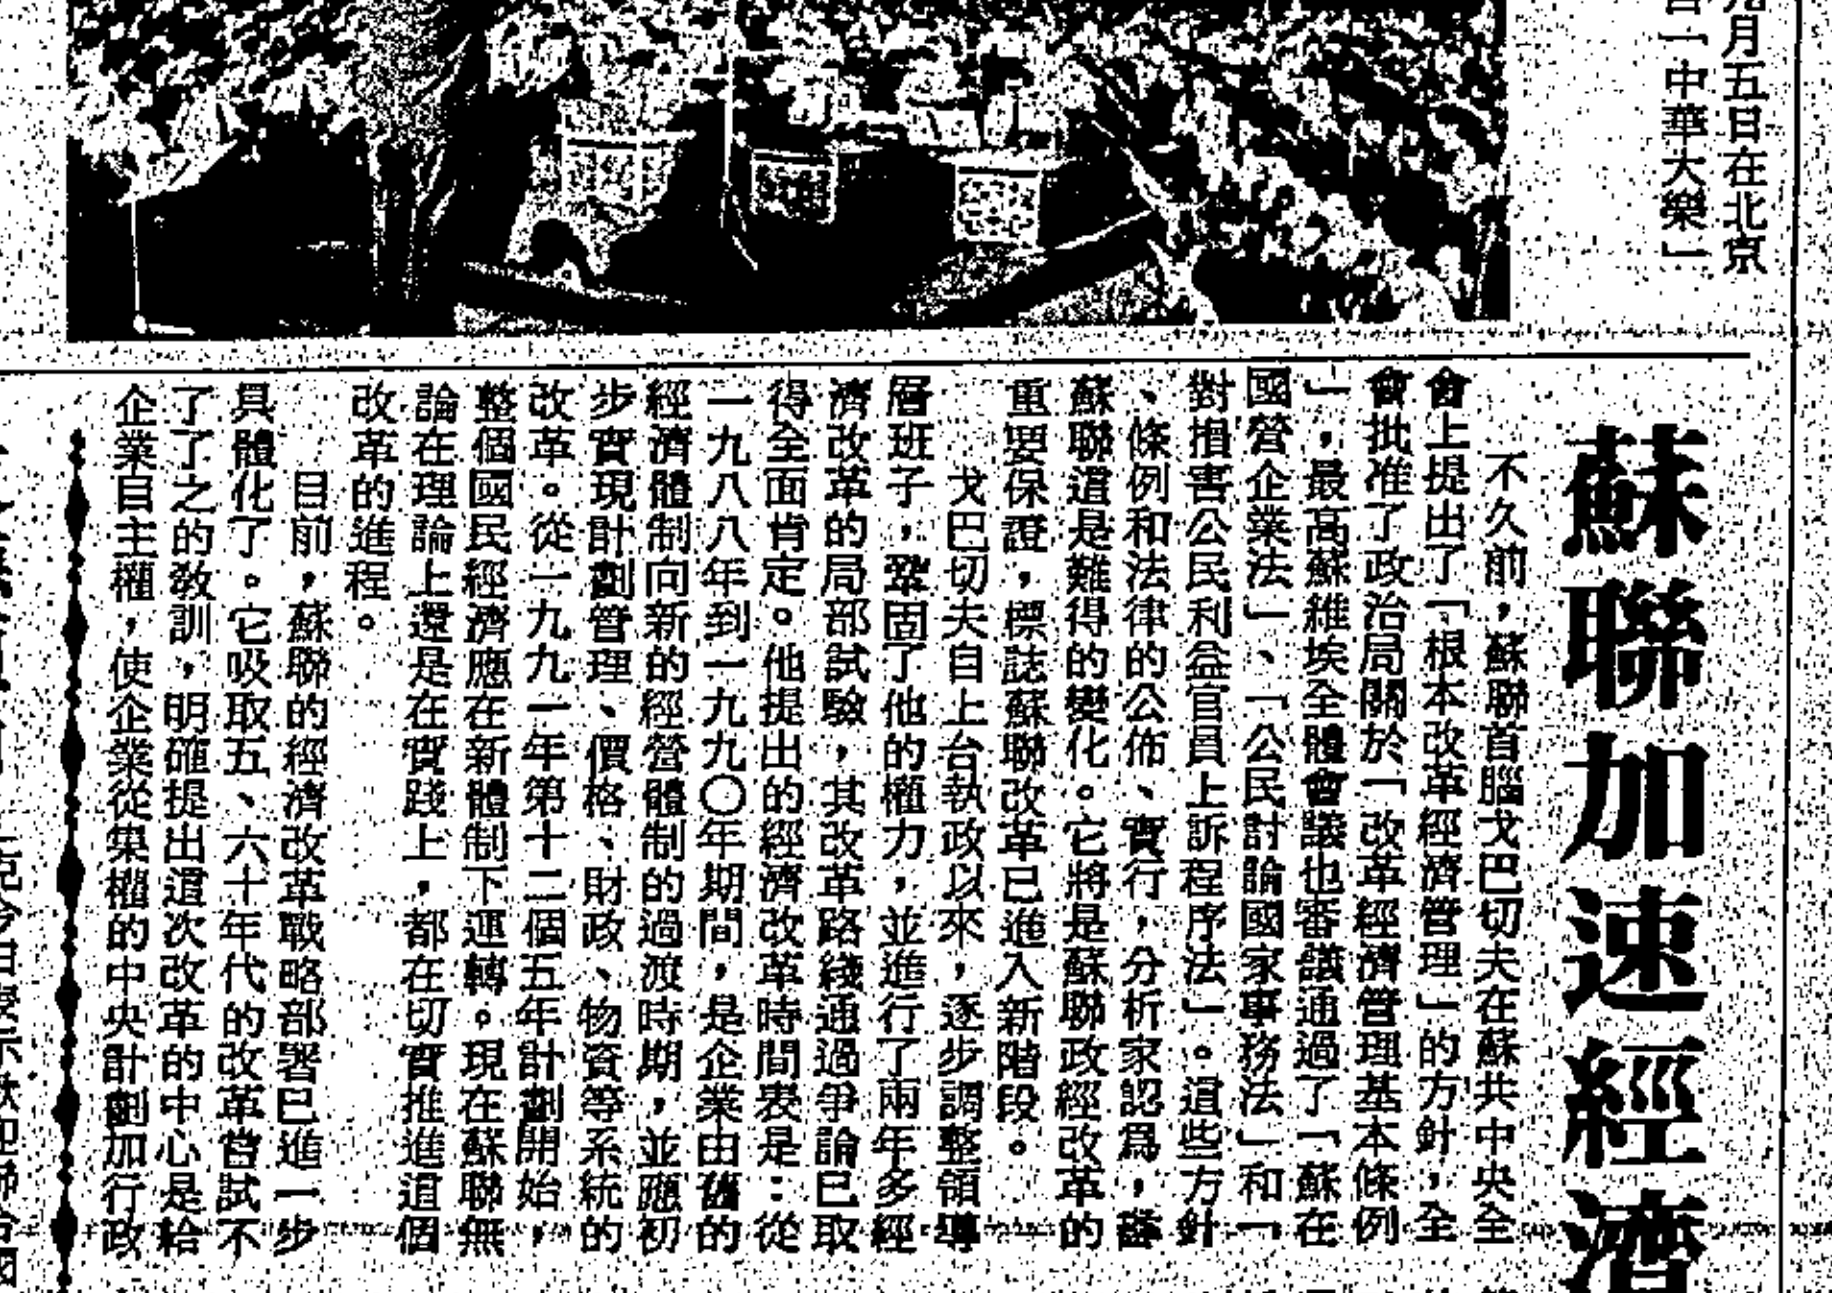 月五日在北京
「中華大樂」
蘇聯加速經濟
不久前，蘇聯首腦戈巴切夫在蘇共中央全
會上提出了「根本改革經濟管理」的方針，全
會批准了政治局關於「改革經濟管理基本條例
」，最高蘇維埃全體會議也審議通過了「蘇在
國營企業法」、「公民討論國家事務法」和「
對損害公民利益官員上訴程序法」。這些方針
、條例和法律的公佈、實行，分析家認爲，蘇
蘇聯這是難得的變化。它將是蘇聯政經改革的
重要保證，標誌蘇聯改革已進入新階段。
戈巴切夫自上台執政以來，逐步調整領導
層班子，鞏固了他的權力，並進行了兩年多經
濟改革的局部試驗，其改革路綫通過爭論已取
得全面肯定。他提出的經濟改革時間表是：從
一九八八年到一九九〇年期間，是企業由舊的
經濟體制向新的經營體制的過渡時期，並應初
步實現計劃管理、價格、財政、物資等系統的
改革。從一九九一年第十二個五年計劃開始，
整個國民經濟應在新體制下運轉。現在蘇聯無
論在理論上還是在實踐上，都在切實推進這個
改革的進程。
目前，蘇聯的經濟改革戰略部署已進一步
具體化了。它吸取五、六十年代的改革嘗試不
了了之的敎訓，明確提出這次改革的中心是給
企業自主權，使企業從集權的中央計劃加行政